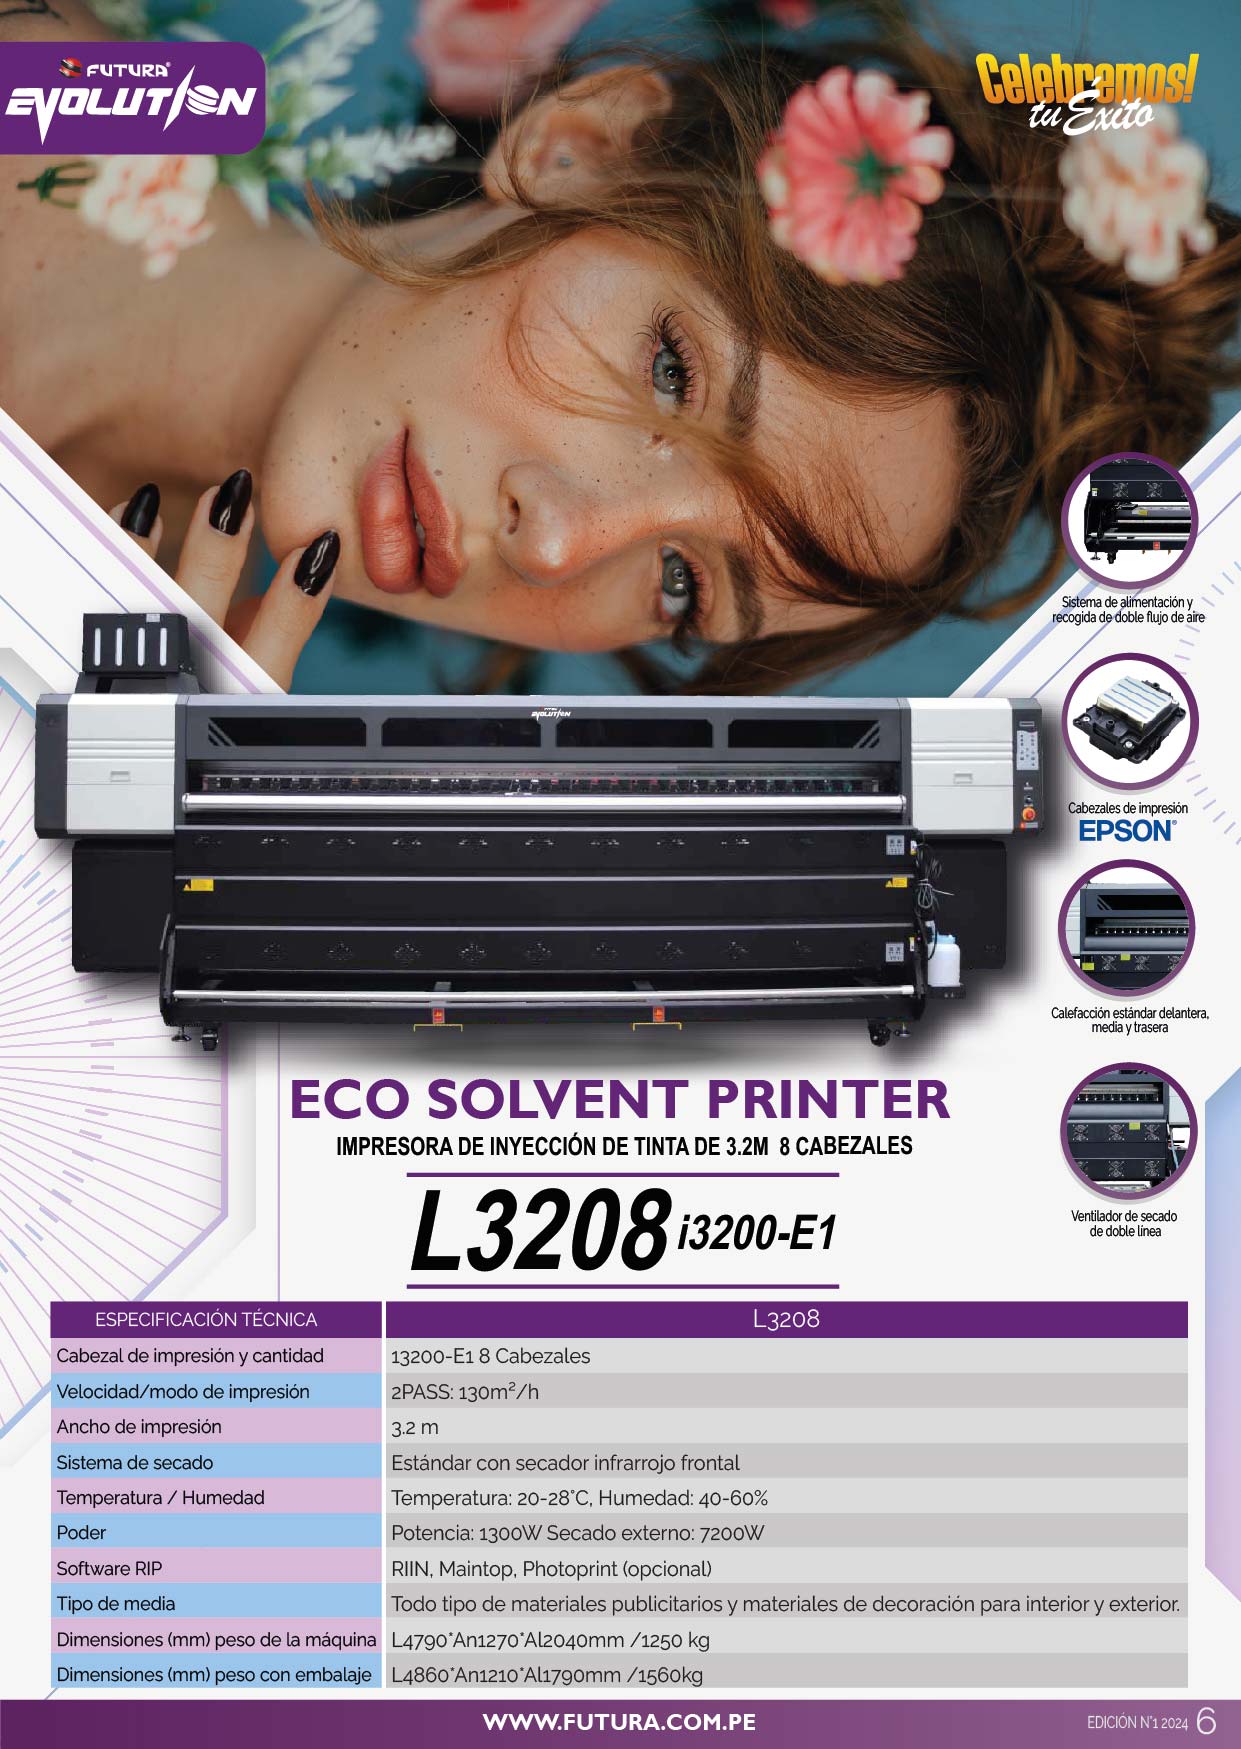 FUTURA®
EVOLUTION
Celebremos!
tu Éxito
Sistema de alimentación y
recogida de doble flujo de aire
Cabezales de impresión
EPSON®
Calefacción estándar delantera,
media y trasera
Ventilador de secado
de doble línea
EVOLUTION
ECO SOLVENT PRINTER
IMPRESORA DE INYECCIÓN DE TINTA DE 3.2M 8 CABEZALES
L3208 i3200-E1
ESPECIFICACIÓN TÉCNICA L3208
Cabezal de impresión y cantidad 13200-E1 8 Cabezales
Velocidad/modo de impresión 2PASS: 130m²/h
Ancho de impresión 3.2 m
Sistema de secado Estándar con secador infrarrojo frontal
Temperatura / Humedad Temperatura: 20-28°C, Humedad: 40-60%
Poder Potencia: 1300W Secado externo: 7200W
Software RIP RIIN, Maintop, Photoprint (opcional)
Tipo de media Todo tipo de materiales publicitarios y materiales de decoración para interior y exterior.
Dimensiones (mm) peso de la máquina L4790*An1270*Al2040mm /1250 kg
Dimensiones (mm) peso con embalaje L4860*An1210*Al1790mm /1560kg
WWW.FUTURA.COM.PE
EDICIÓN N°1 2024 6